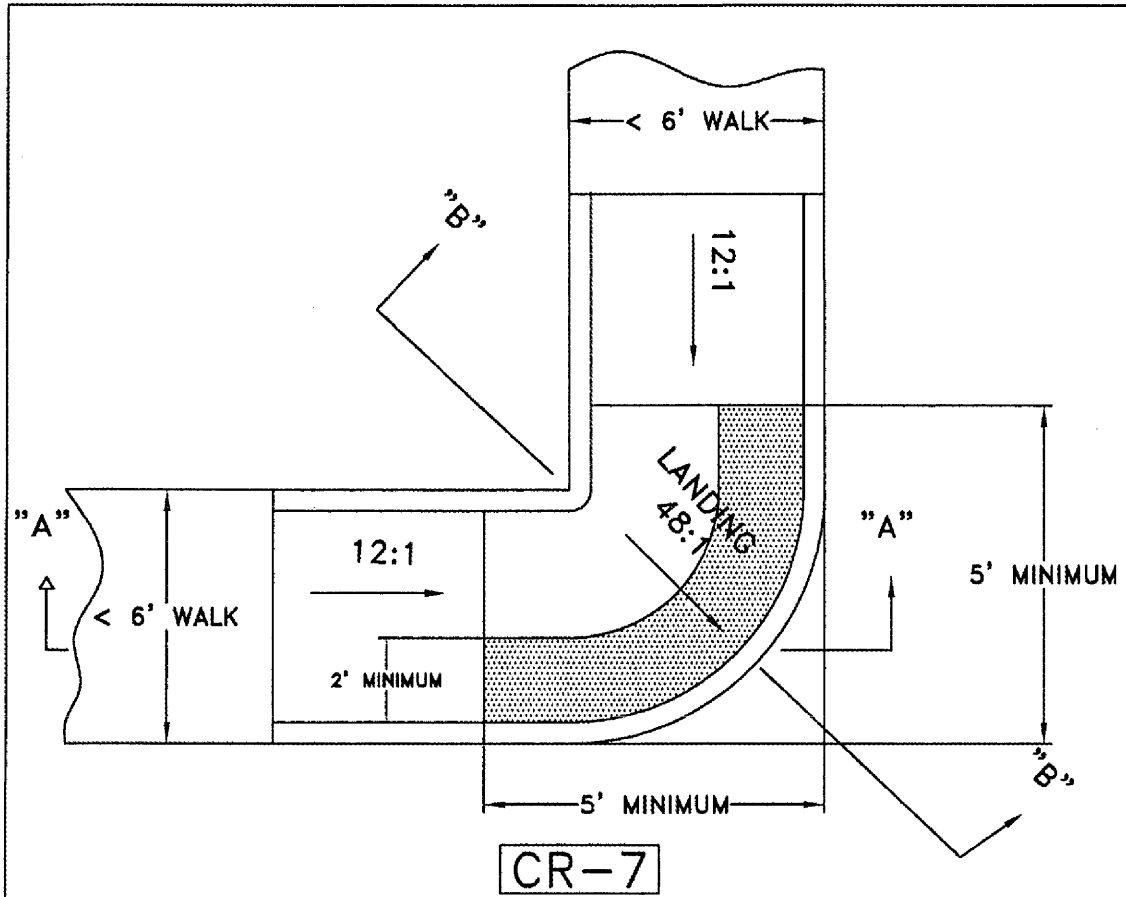 < 6' WALK
"B"
12:1
LANDING
48:1
"A"
12:1
"A"
5' MINIMUM
< 6' WALK
2' MINIMUM
"B"
5' MINIMUM
CR-7